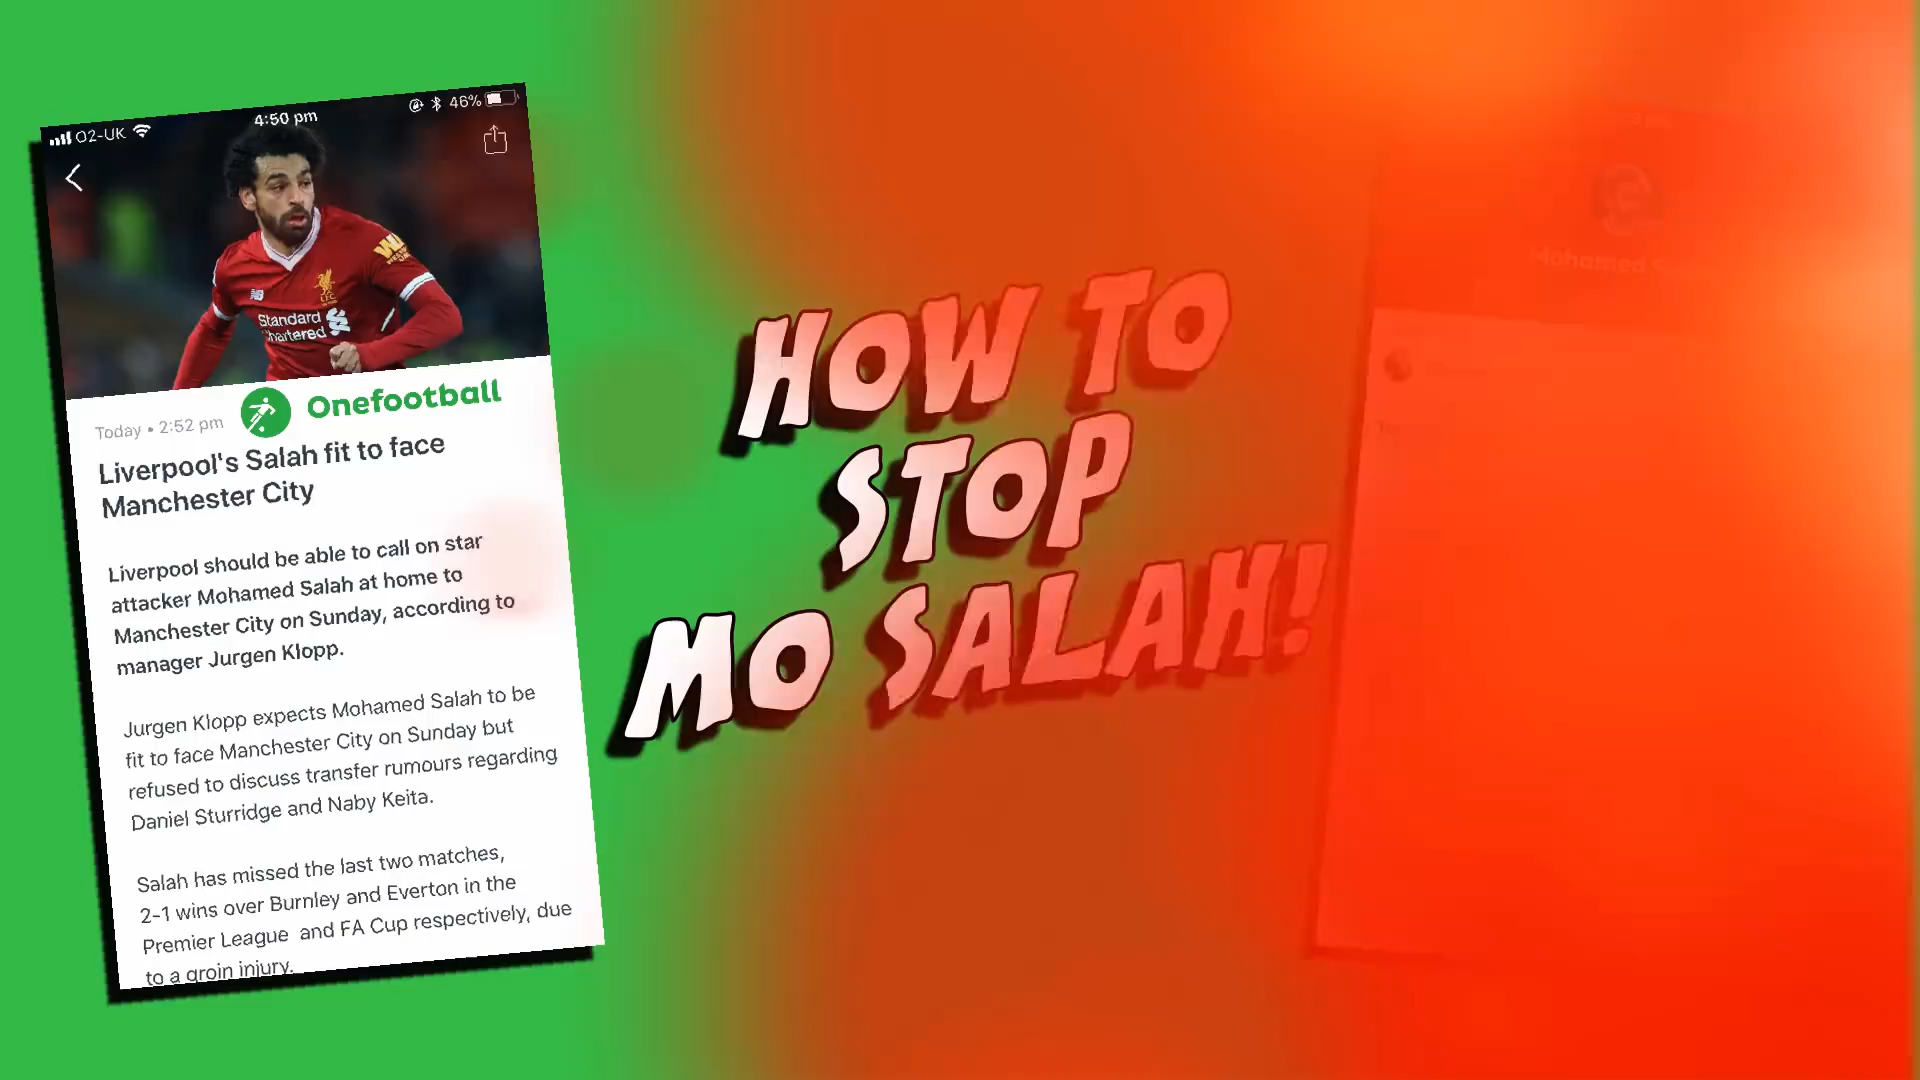 O2-UK
4:50 pm
46%
Standard
Chartered
Today • 2:52 pm
Onefootball
Liverpool's Salah fit to face
Manchester City
Liverpool should be able to call on star
attacker Mohamed Salah at home to
Manchester City on Sunday, according to
manager Jurgen Klopp.
Jurgen Klopp expects Mohamed Salah to be
fit to face Manchester City on Sunday but
refused to discuss transfer rumours regarding
Daniel Sturridge and Naby Keita.
Salah has missed the last two matches,
2-1 wins over Burnley and Everton in the
Premier League and FA Cup respectively, due
to a groin injury.
HOW TO
STOP
MO SALAH!
Mohamed